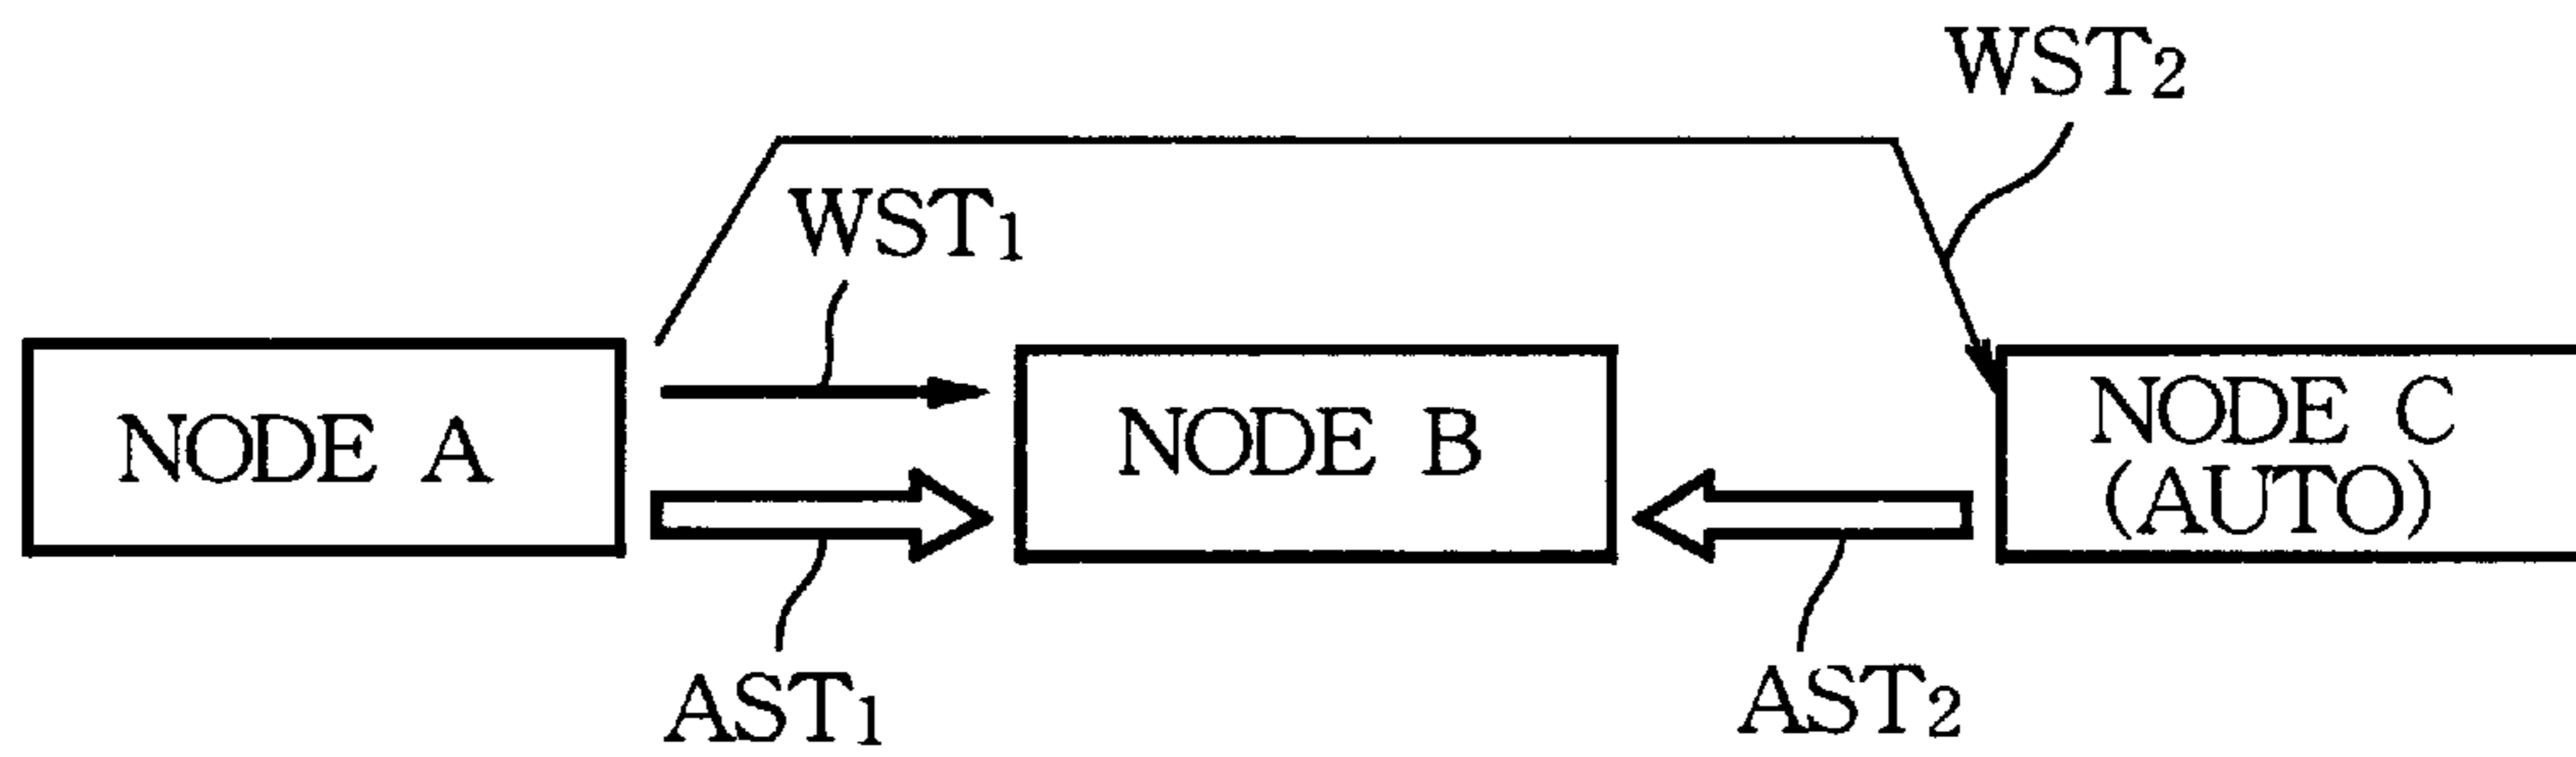 WST2
WST1
NODE A
NODE B
NODE C
(AUTO)
AST1
AST2